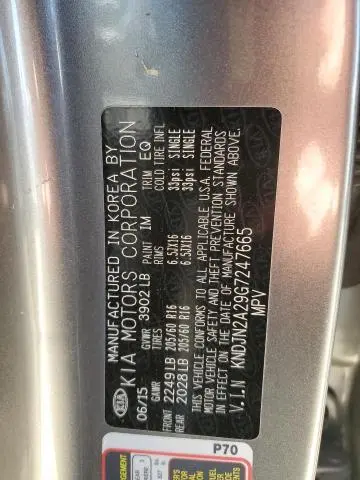 MANUFACTURED IN KOREA BY
KIA KIA MOTORS CORPORATION
06/15 GVWR 3902LB PAINT IM TRIM EQ
GAWR TIRES RIMS COLD TIRE INFL
FRT 2249LB 205/60 R16 6.5JX16 33psi SINGLE
REAR 2028LB 205/60 R16 6.5JX16 33psi SINGLE
THIS VEHICLE CONFORMS TO ALL APPLICABLE U.S.A. FEDERAL
MOTOR VEHICLE SAFETY AND THEFT PREVENTION STANDARDS
IN EFFECT ON THE DATE OF MANUFACTURE SHOWN ABOVE.
V.I.N KNDJN2A29G7247665
MPV
P70